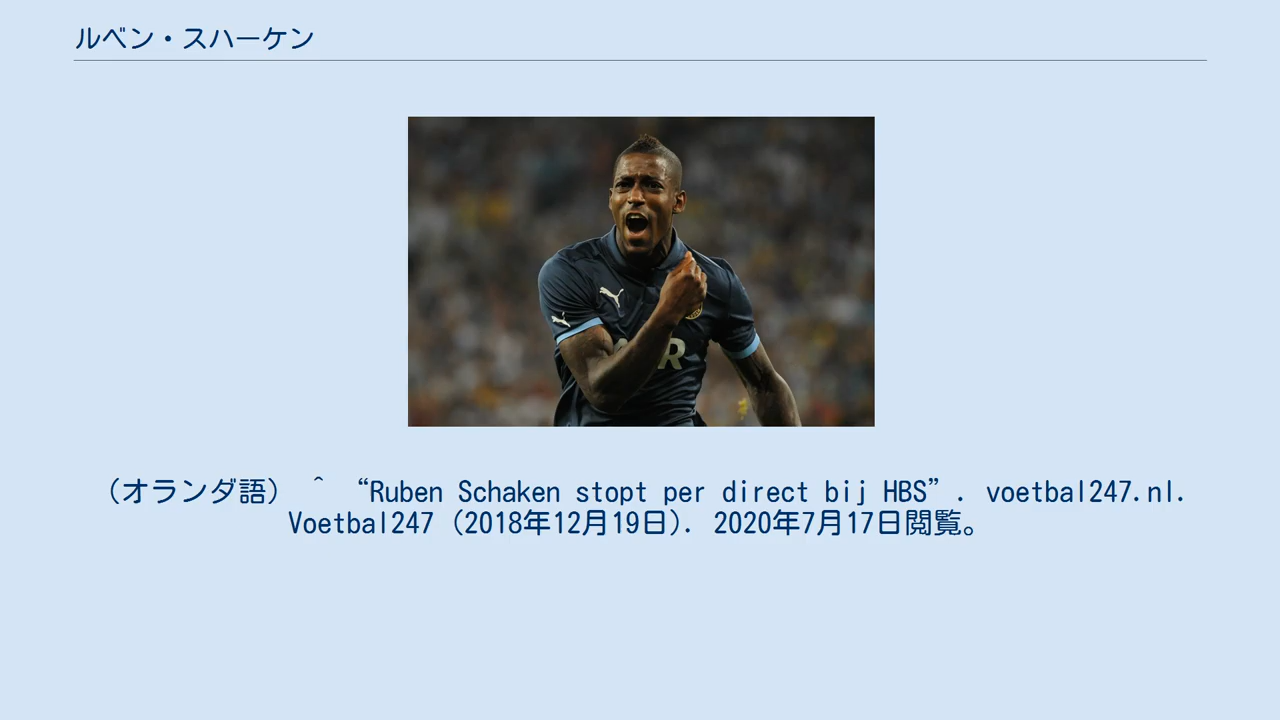 ルベン・スハーケン
R
（オランダ語） ^ “Ruben Schaken stopt per direct bij HBS”. voetbal247.nl.
Voetbal247 (2018年12月19日). 2020年7月17日閲覧。